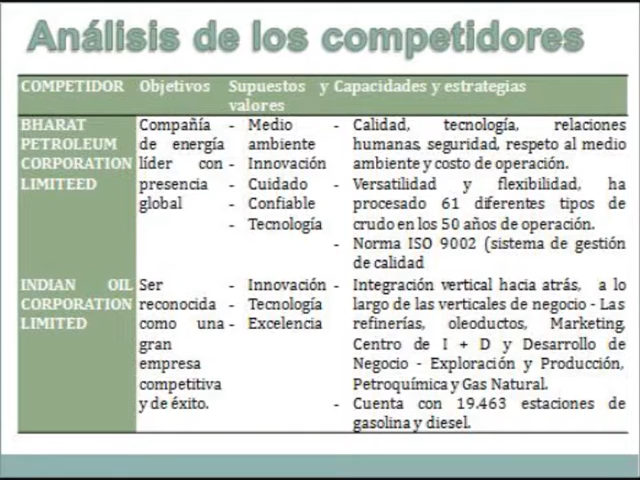 Análisis de los competidores
COMPETIDOR Objetivos Supuestos y Capacidades y estrategias
valores
BHARAT Compañía - Medio - Calidad, tecnología, relaciones
PETROLEUM de energía ambiente humanas, seguridad, respeto al medio
CORPORATION líder con - Innovación ambiente y costo de operación.
LIMITEED presencia - Cuidado - Versatilidad y flexibilidad, ha
global - Confiable procesado 61 diferentes tipos de
- Tecnología crudo en los 50 años de operación.
- Norma ISO 9002 (sistema de gestión
de calidad
INDIAN OIL Ser - Innovación - Integración vertical hacia atrás, a lo
CORPORATION reconocida - Tecnología largo de las verticales de negocio - Las
LIMITED como una - Excelencia refinerías, oleoductos, Marketing,
gran Centro de I + D y Desarrollo de
empresa Negocio - Exploración y Producción,
competitiva Petroquímica y Gas Natural.
y de éxito. - Cuenta con 19.463 estaciones de
gasolina y diesel.